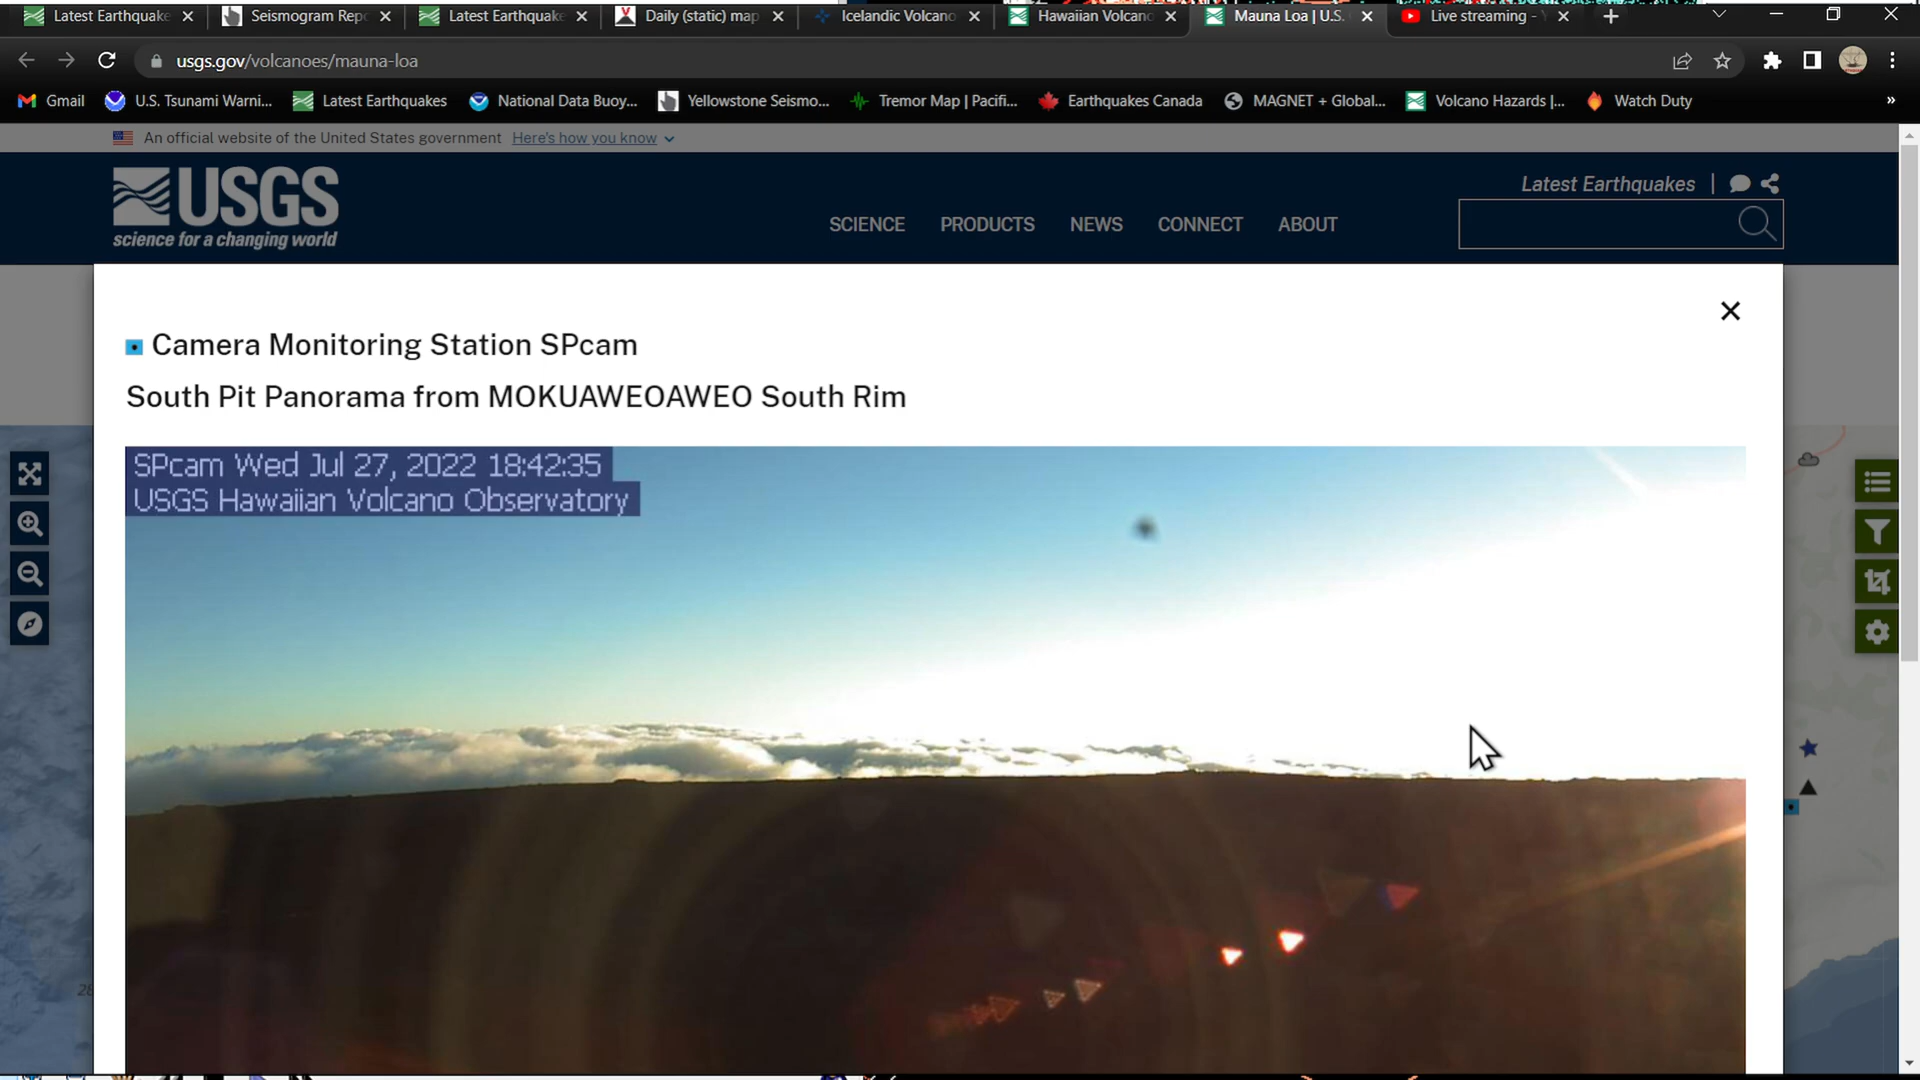 Latest Earthquake
Seismogram Rep
Latest Earthquake
Daily (static) map
Icelandic Volcano
Hawaiian Volcano
Mauna Loa | U.S.
Live streaming - Y
usgs.gov/volcanoes/mauna-loa
Gmail
U.S. Tsunami Warni...
Latest Earthquakes
National Data Buoy...
Yellowstone Seismo...
Tremor Map | Pacifi...
Earthquakes Canada
MAGNET + Global...
Volcano Hazards |...
Watch Duty
»
An official website of the United States government Here's how you know
USGS
science for a changing world
Latest Earthquakes |
SCIENCE PRODUCTS NEWS CONNECT ABOUT
Camera Monitoring Station SPcam
South Pit Panorama from MOKUAWEOAWEO South Rim
SPcam Wed Jul 27, 2022 18:42:35
USGS Hawaiian Volcano Observatory